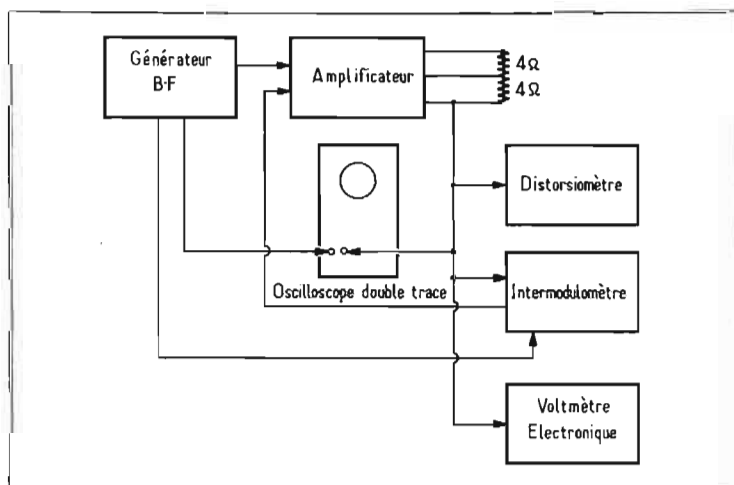 Générateur
B-F
Amplificateur
4Ω
4Ω
Distorsiomètre
Oscilloscope double trace
Intermodulomètre
Voltmètre
Electronique